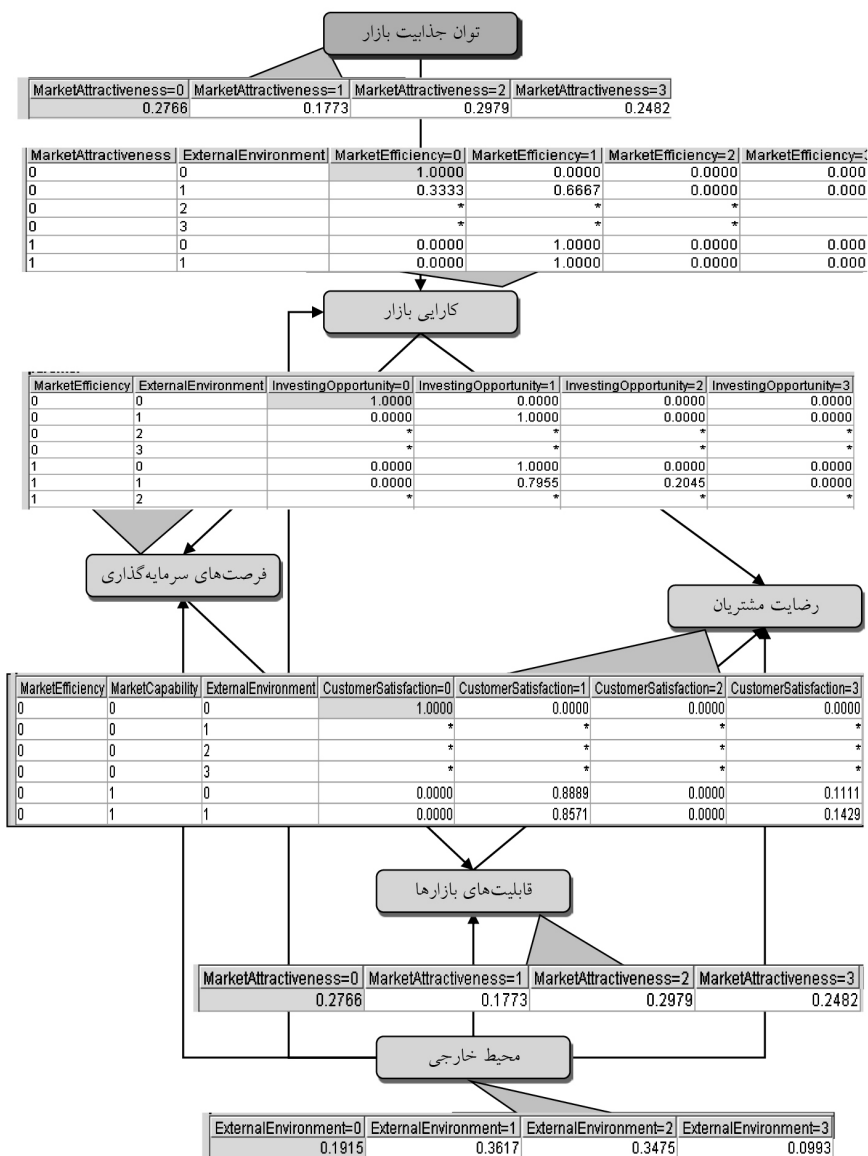 توان جذابیت بازار
MarketAttractiveness=0 MarketAttractiveness=1 MarketAttractiveness=2 MarketAttractiveness=3
0.2766 0.1773 0.2979 0.2482
MarketAttractiveness ExternalEnvironment MarketEfficiency=0 MarketEfficiency=1 MarketEfficiency=2 MarketEfficiency=3
0 0 1.0000 0.0000 0.0000 0.000
0 1 0.3333 0.6667 0.0000 0.000
0 2 * * *
0 3 * * *
1 0 0.0000 1.0000 0.0000 0.000
1 1 0.0000 1.0000 0.0000 0.000
کارایی بازار
MarketEfficiency ExternalEnvironment InvestingOpportunity=0 InvestingOpportunity=1 InvestingOpportunity=2 InvestingOpportunity=3
0 0 1.0000 0.0000 0.0000 0.0000
0 1 0.0000 1.0000 0.0000 0.0000
0 2 * * * *
0 3 * * * *
1 0 0.0000 1.0000 0.0000 0.0000
1 1 0.0000 0.7955 0.2045 0.0000
1 2 * * * *
فرصت‌های سرمایه‌گذاری
رضایت مشتریان
MarketEfficiency MarketCapability ExternalEnvironment CustomerSatisfaction=0 CustomerSatisfaction=1 CustomerSatisfaction=2 CustomerSatisfaction=3
0 0 0 1.0000 0.0000 0.0000 0.0000
0 0 1 * * * *
0 0 2 * * * *
0 0 3 * * * *
0 1 0 0.0000 0.8889 0.0000 0.1111
0 1 1 0.0000 0.8571 0.0000 0.1429
قابلیت‌های بازارها
MarketAttractiveness=0 MarketAttractiveness=1 MarketAttractiveness=2 MarketAttractiveness=3
0.2766 0.1773 0.2979 0.2482
محیط خارجی
ExternalEnvironment=0 ExternalEnvironment=1 ExternalEnvironment=2 ExternalEnvironment=3
0.1915 0.3617 0.3475 0.0993